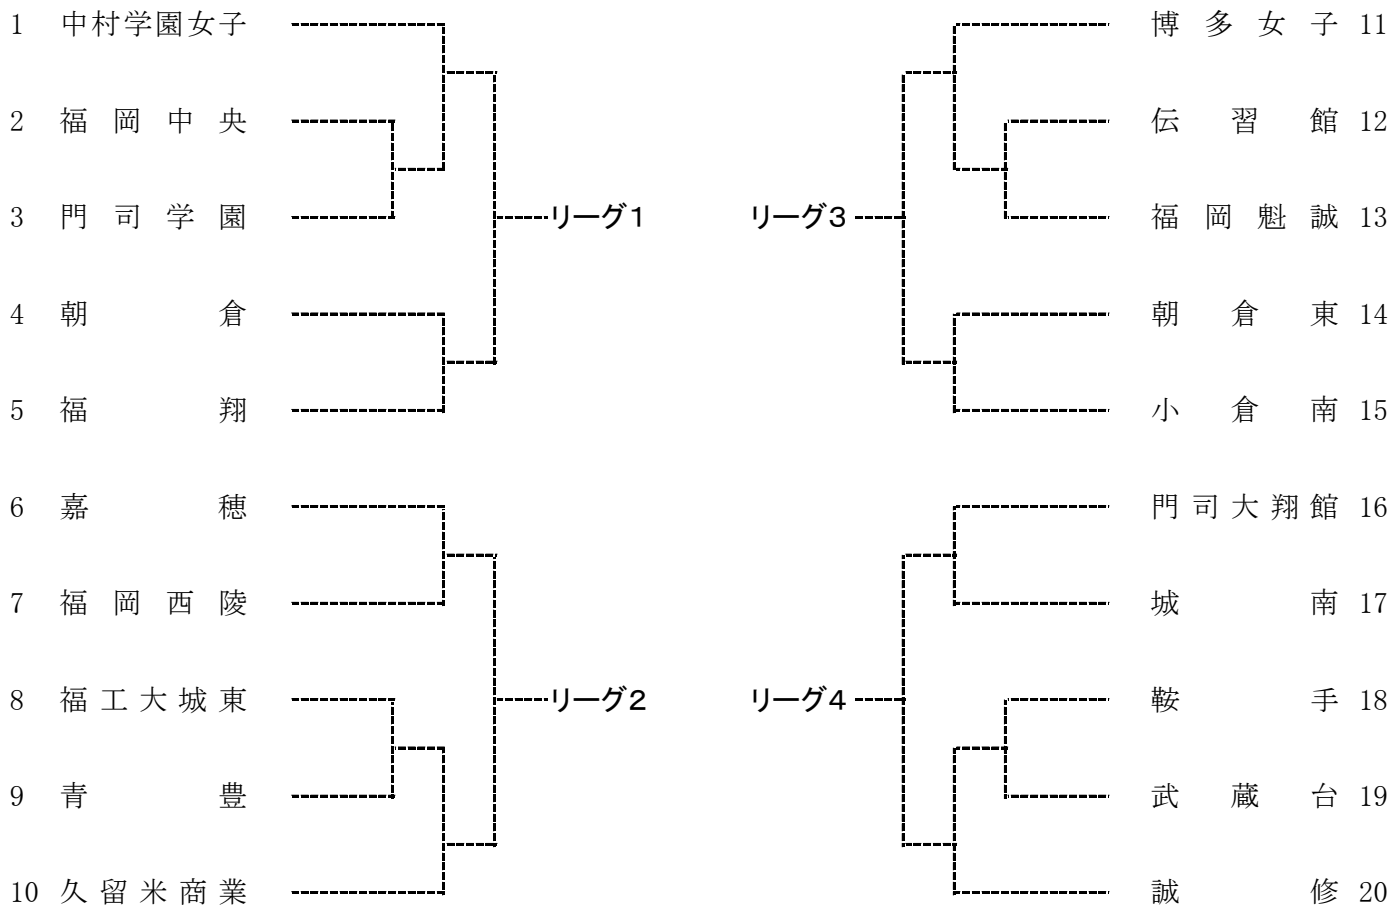 1 中村学園女子 博多女子 11
2 福岡中央 伝習館 12
3 門司学園 リーグ1 リーグ3 福岡魁誠 13
4 朝倉 朝倉東 14
5 福翔 小倉南 15
6 嘉穂 門司大翔館 16
7 福岡西陵 城南 17
8 福工大城東 リーグ2 リーグ4 鞍手 18
9 青豊 武蔵台 19
10 久留米商業 誠修 20